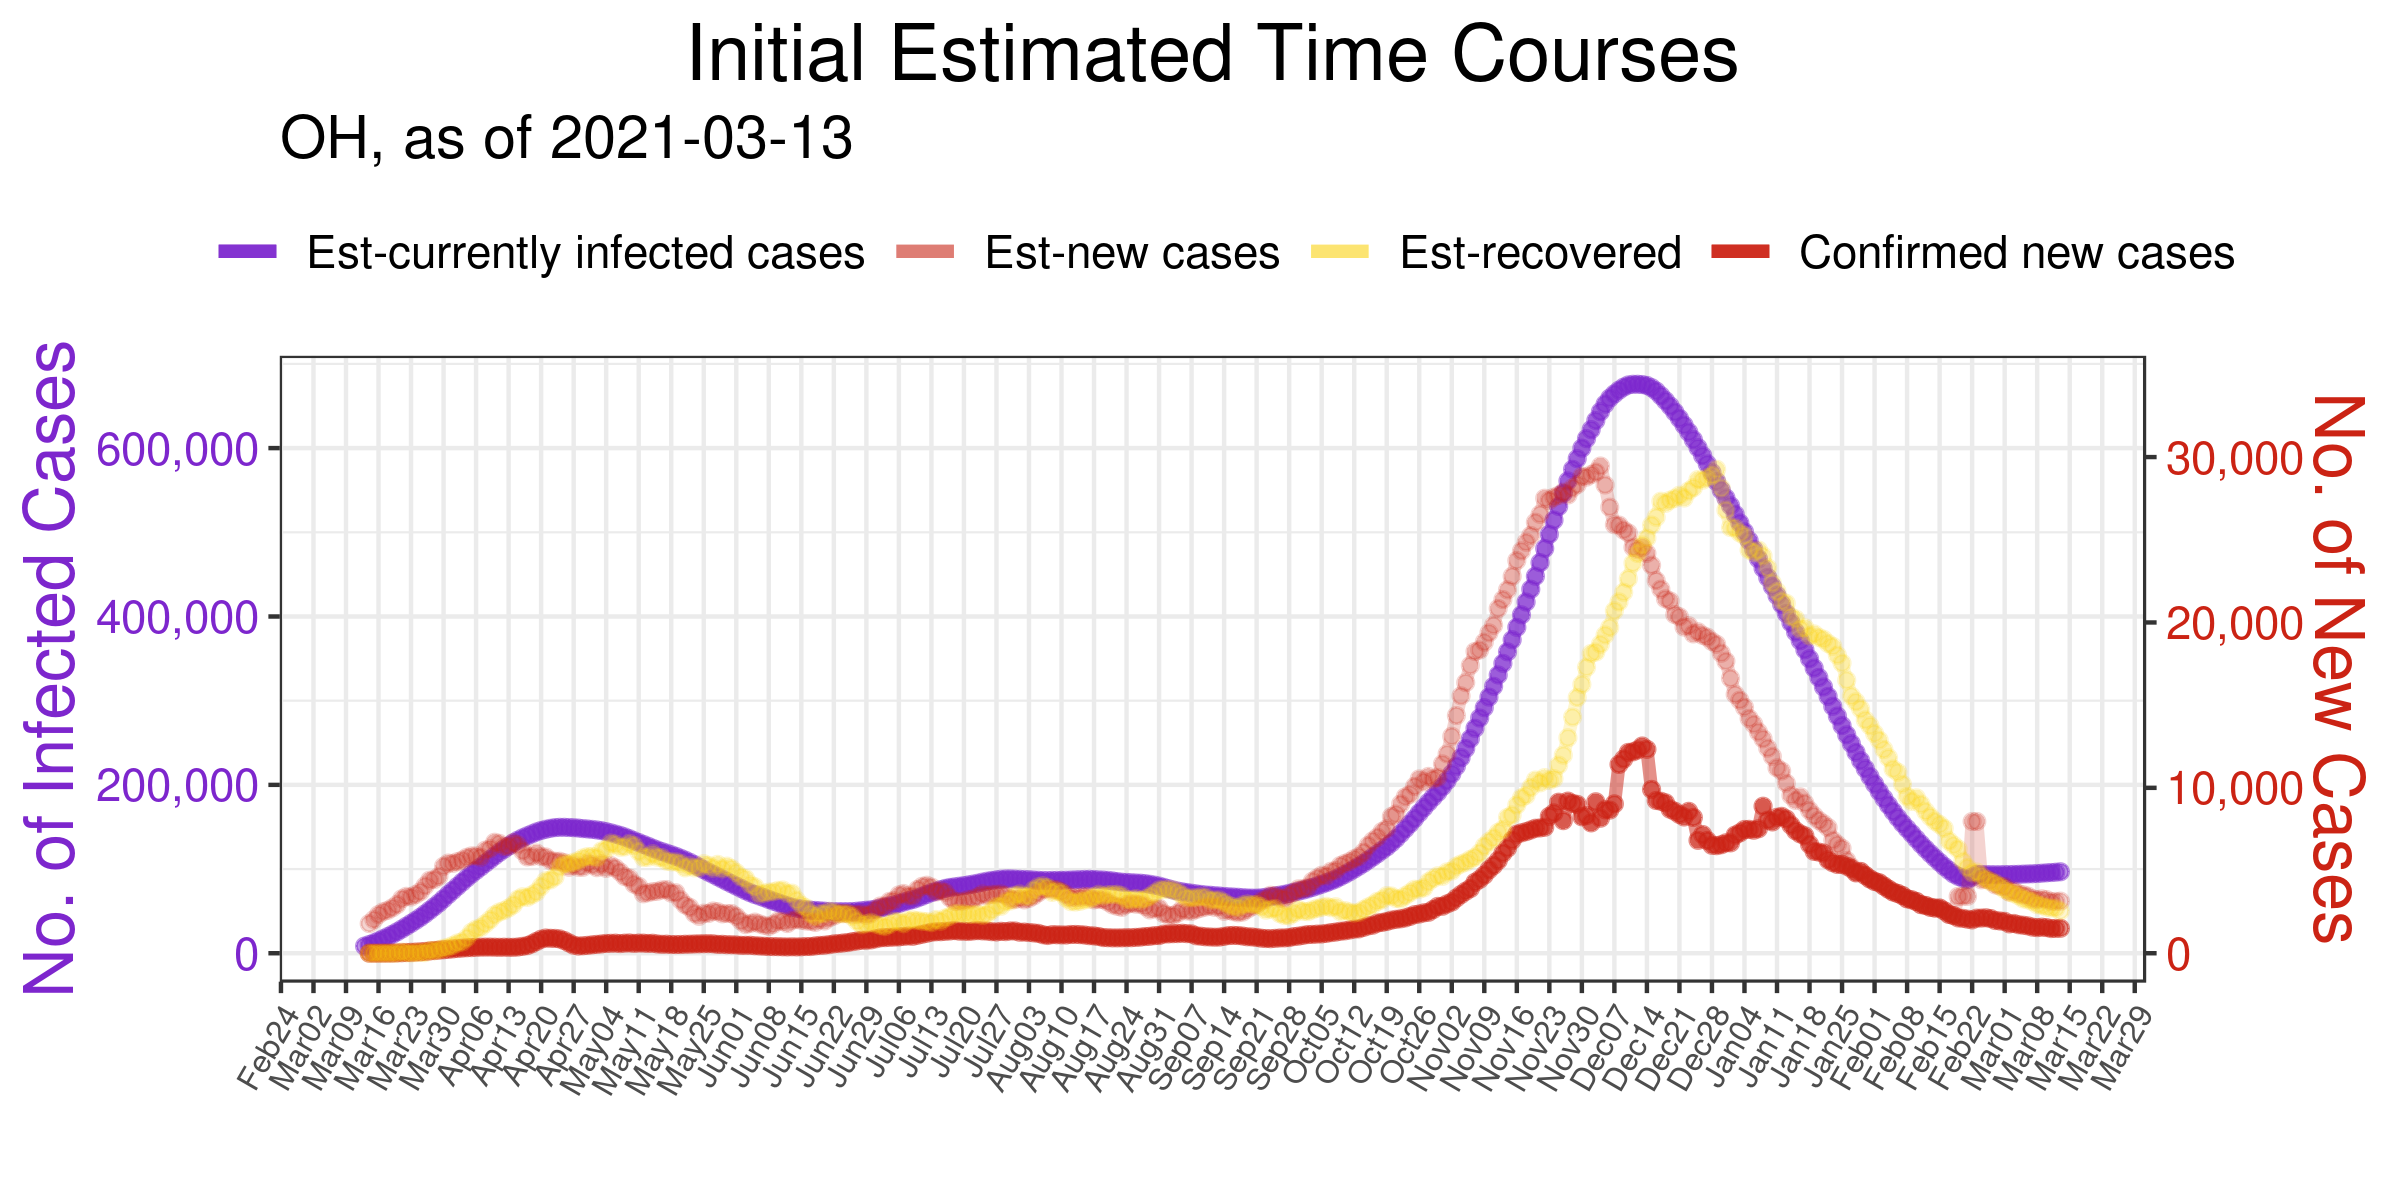 Initial Estimated Time Courses
OH, as of 2021-03-13
Est-currently infected cases Est-new cases Est-recovered Confirmed new cases
No. of Infected Cases
600,000
400,000
200,000
0
30,000
20,000
10,000
0
No. of New Cases
Feb24 Mar02 Mar09 Mar16 Mar23 Mar30 Apr06 Apr13 Apr20 Apr27 May04 May11 May18 May25 Jun01 Jun08 Jun15 Jun22 Jun29 Jul06 Jul13 Jul20 Jul27 Aug03 Aug10 Aug17 Aug24 Aug31 Sep07 Sep14 Sep21 Sep28 Oct05 Oct12 Oct19 Oct26 Nov02 Nov09 Nov16 Nov23 Nov30 Dec07 Dec14 Dec21 Dec28 Jan04 Jan11 Jan18 Jan25 Feb01 Feb08 Feb15 Feb22 Mar01 Mar08 Mar15 Mar22 Mar29